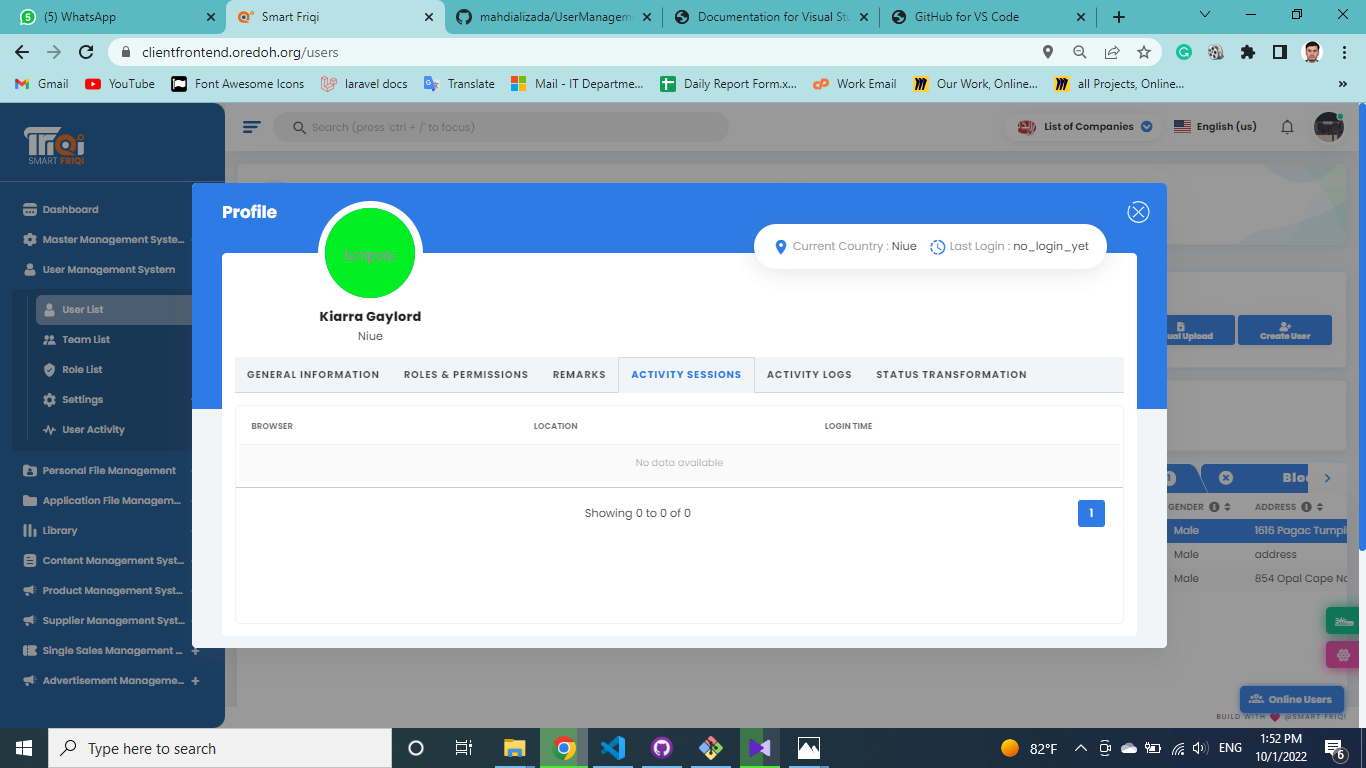 (5) WhatsApp
Smart Friqi
mahdializada/UserManageme
Documentation for Visual Stu
GitHub for VS Code
clientfrontend.oredoh.org/users
Gmail
YouTube
Font Awesome Icons
laravel docs
Translate
Mail - IT Departme...
Daily Report Form.x...
Work Email
Our Work, Online...
all Projects, Online...
SMART FRIQI
Search (press 'ctrl + /' to focus)
List of Companies
English (us)
Dashboard
Master Management Syste...
User Management System
User List
Team List
Role List
Settings
User Activity
Personal File Management
Application File Managem...
Library
Content Management Syst...
Product Management Syst...
Supplier Management Syst...
Single Sales Management ...
Advertisement Manageme...
Profile
Current Country : Niue
Last Login : no_login_yet
tempore
Kiarra Gaylord
Niue
GENERAL INFORMATION
ROLES & PERMISSIONS
REMARKS
ACTIVITY SESSIONS
ACTIVITY LOGS
STATUS TRANSFORMATION
BROWSER
LOCATION
LOGIN TIME
No data available
Showing 0 to 0 of 0
1
ual Upload
Create User
1
Bloc
GENDER
ADDRESS
Male
1616 Pagac Turnpi
Male
address
Male
854 Opal Cape No
Online Users
BUILD WITH @SMART FRIQI
Type here to search
82°F
ENG
1:52 PM
10/1/2022
6